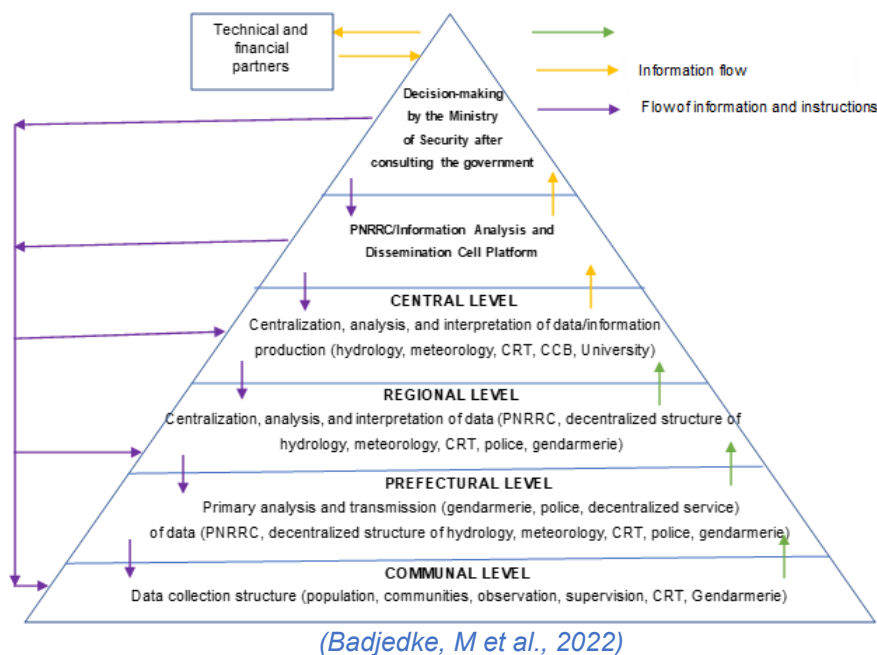 Technical and
financial
partners
Information flow
Flow of information and instructions
Decision-making
by the Ministry
of Security after
consulting the government
PNRRC/Information Analysis and
Dissemination Cell Platform
CENTRAL LEVEL
Centralization, analysis, and interpretation of data/information
production (hydrology, meteorology, CRT, CCB, University)
REGIONAL LEVEL
Centralization, analysis, and interpretation of data (PNRRC, decentralized structure of
hydrology, meteorology, CRT, police, gendarmerie)
PREFECTURAL LEVEL
Primary analysis and transmission (gendarmerie, police, decentralized service)
of data (PNRRC, decentralized structure of hydrology, meteorology, CRT, police, gendarmerie)
COMMUNAL LEVEL
Data collection structure (population, communities, observation, supervision, CRT, Gendarmerie)
(Badjedke, M et al., 2022)